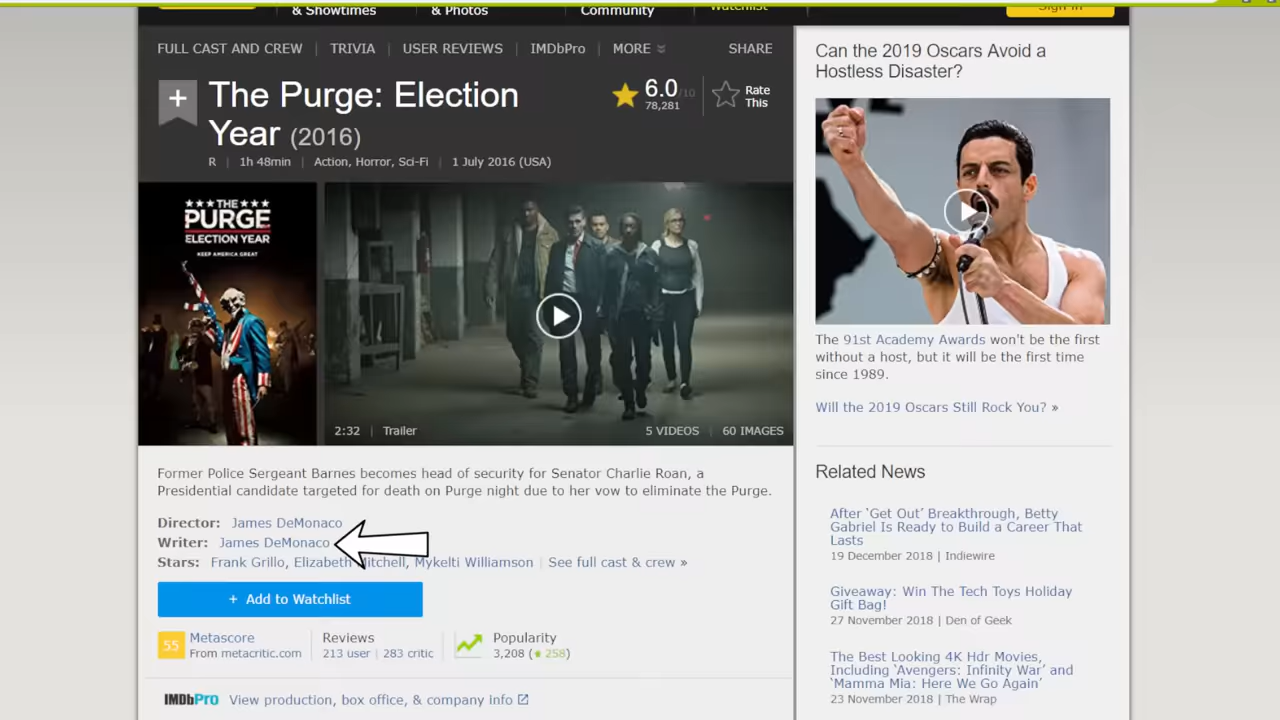 & Showtimes
& Photos
Community
Watchlist
Sign in
FULL CAST AND CREW | TRIVIA | USER REVIEWS | IMDbPro | MORE | SHARE
+
The Purge: Election
Year (2016)
6.0/10
78,281
Rate
This
R | 1h 48min | Action, Horror, Sci-Fi | 1 July 2016 (USA)
★★★★THE★★★★
PURGE
ELECTION YEAR
KEEP AMERICA GREAT
2:32 | Trailer
5 VIDEOS | 60 IMAGES
Former Police Sergeant Barnes becomes head of security for Senator Charlie Roan, a
Presidential candidate targeted for death on Purge night due to her vow to eliminate the Purge.
Director: James DeMonaco
Writer: James DeMonaco
Stars: Frank Grillo, Elizabeth Mitchell, Mykelti Williamson | See full cast & crew »
+ Add to Watchlist
55
Metascore
From metacritic.com
Reviews
213 user | 283 critic
Popularity
3,208 (258)
IMDbPro View production, box office, & company info
Can the 2019 Oscars Avoid a
Hostless Disaster?
The 91st Academy Awards won't be the first
without a host, but it will be the first time
since 1989.
Will the 2019 Oscars Still Rock You? »
Related News
After ‘Get Out’ Breakthrough, Betty
Gabriel Is Ready to Build a Career That
Lasts
19 December 2018 | Indiewire
Giveaway: Win The Tech Toys Holiday
Gift Bag!
27 November 2018 | Den of Geek
The Best Looking 4K Hdr Movies,
Including ‘Avengers: Infinity War’ and
‘Mamma Mia: Here We Go Again’
23 November 2018 | The Wrap